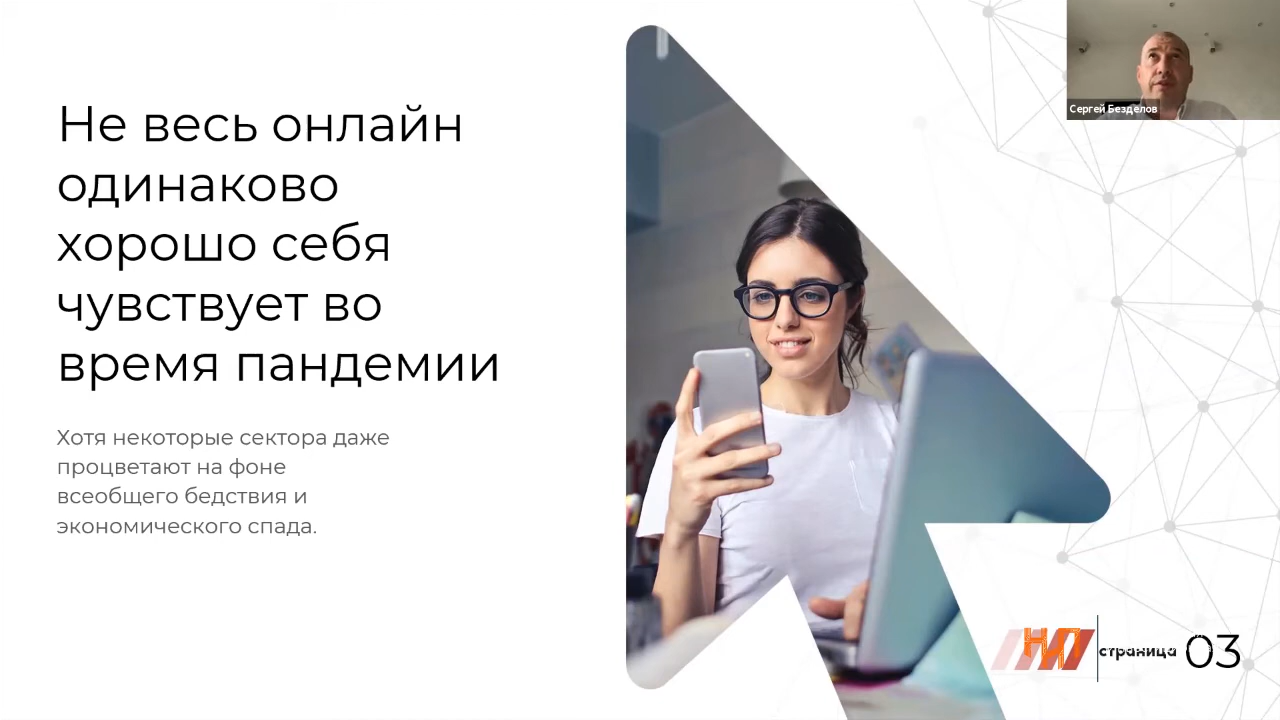 Сергей Безделов
Не весь онлайн
одинаково
хорошо себя
чувствует во
время пандемии
Хотя некоторые сектора даже
процветают на фоне
всеобщего бедствия и
экономического спада.
НП
страница 03